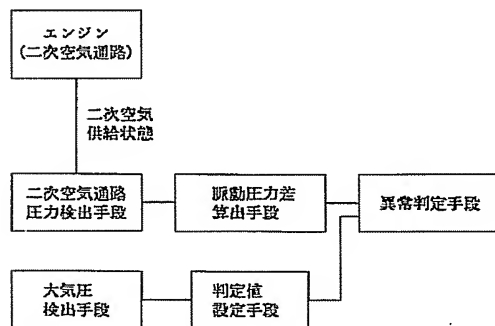 エンジン
(二次空気通路)
二次空気
供給状態
二次空気通路
圧力検出手段
脈動圧力差
算出手段
異常判定手段
大気圧
検出手段
判定値
設定手段